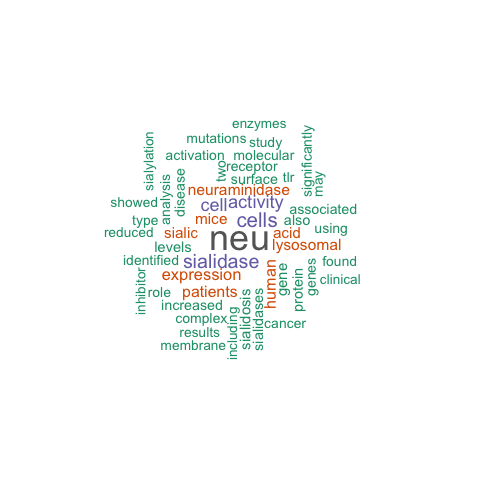 enzymes
mutations
study
sialylation
significantly
activation
molecular
two
receptor
surface
tlr
may
analysis
disease
neuraminidase
showed
cell
activity
associated
type
mice
cells
also
using
reduced
sialic
neu
acid
levels
lysosomal
identified
sialidase
found
inhibitor
expression
human
gene
protein
genes
clinical
role
patients
increased
complex
including
sialidosis
sialidases
cancer
results
membrane